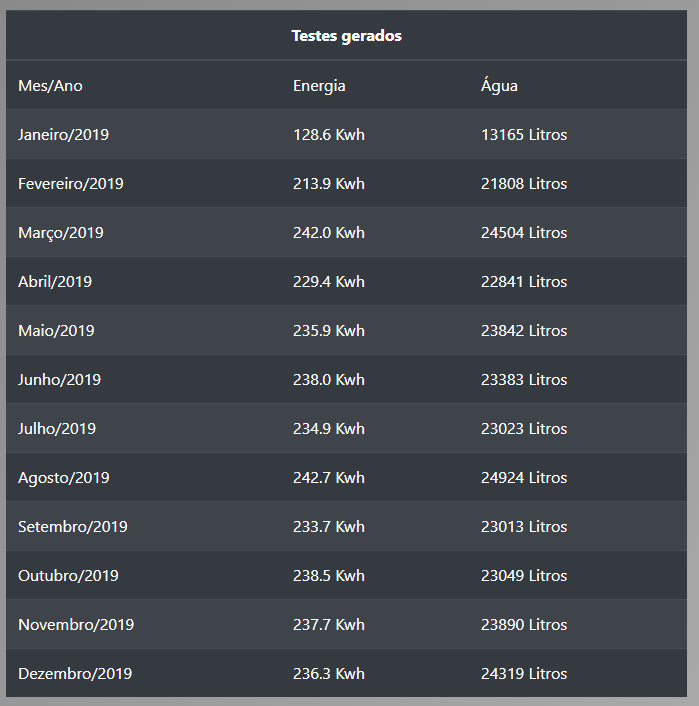 Testes gerados
Mes/Ano Energia Água
Janeiro/2019 128.6 Kwh 13165 Litros
Fevereiro/2019 213.9 Kwh 21808 Litros
Março/2019 242.0 Kwh 24504 Litros
Abril/2019 229.4 Kwh 22841 Litros
Maio/2019 235.9 Kwh 23842 Litros
Junho/2019 238.0 Kwh 23383 Litros
Julho/2019 234.9 Kwh 23023 Litros
Agosto/2019 242.7 Kwh 24924 Litros
Setembro/2019 233.7 Kwh 23013 Litros
Outubro/2019 238.5 Kwh 23049 Litros
Novembro/2019 237.7 Kwh 23890 Litros
Dezembro/2019 236.3 Kwh 24319 Litros